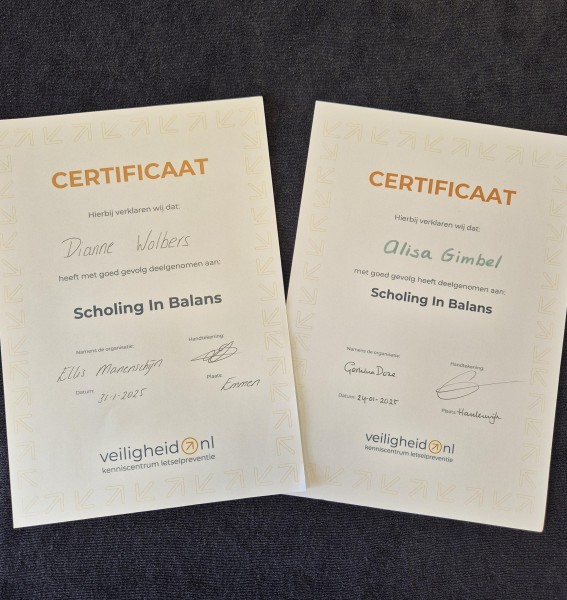 CERTIFICAAT
Hierbij verklaren wij dat:
Dianne Wolbers
heeft met goed gevolg deelgenomen aan:
Scholing In Balans
Namens de organisatie:
Handtekening:
Ellis Manenschijn
Datum: 31-1-2025
Plaats: Emmen
veiligheid nl
kenniscentrum letselpreventie
CERTIFICAAT
Hierbij verklaren wij dat:
Alisa Gimbel
met goed gevolg heeft deelgenomen aan:
Scholing In Balans
Namens de organisatie:
Handtekening:
Datum: 24-01-2025
Plaats:
veiligheid nl
kenniscentrum letselpreventie